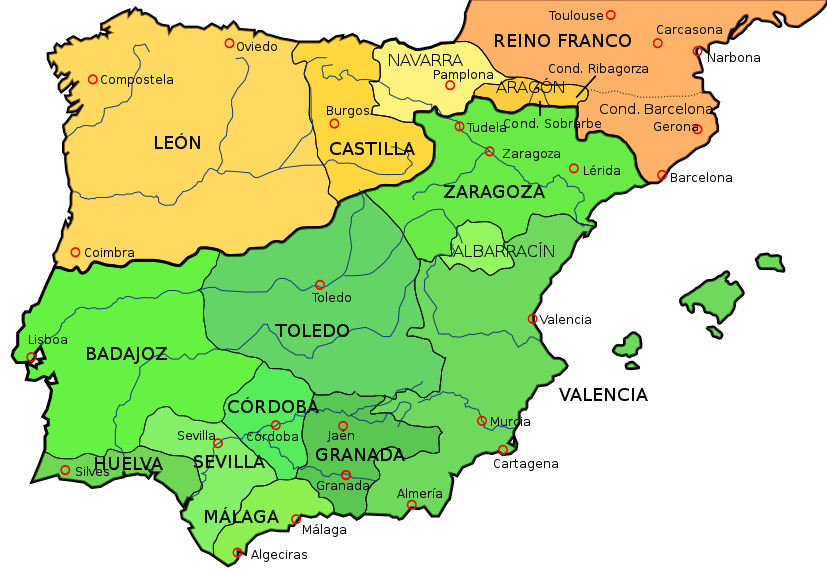 Toulouse
REINO FRANCO
Carcasona
Narbona
Oviedo
NAVARRA
Pamplona
Cond. Ribagorza
ARAGÓN
Compostela
Burgos
Cond. Barcelona
Cond. Sobrarbe
Gerona
Tudela
LEÓN
CASTILLA
Zaragoza
Lérida
Barcelona
ZARAGOZA
Coimbra
ALBARRACÍN
Toledo
Valencia
TOLEDO
Lisboa
BADAJOZ
VALENCIA
CÓRDOBA
Murcia
Sevilla
Córdoba
Jaén
GRANADA
Cartagena
HUELVA
Silves
SEVILLA
Granada
Almería
MÁLAGA
Málaga
Algeciras